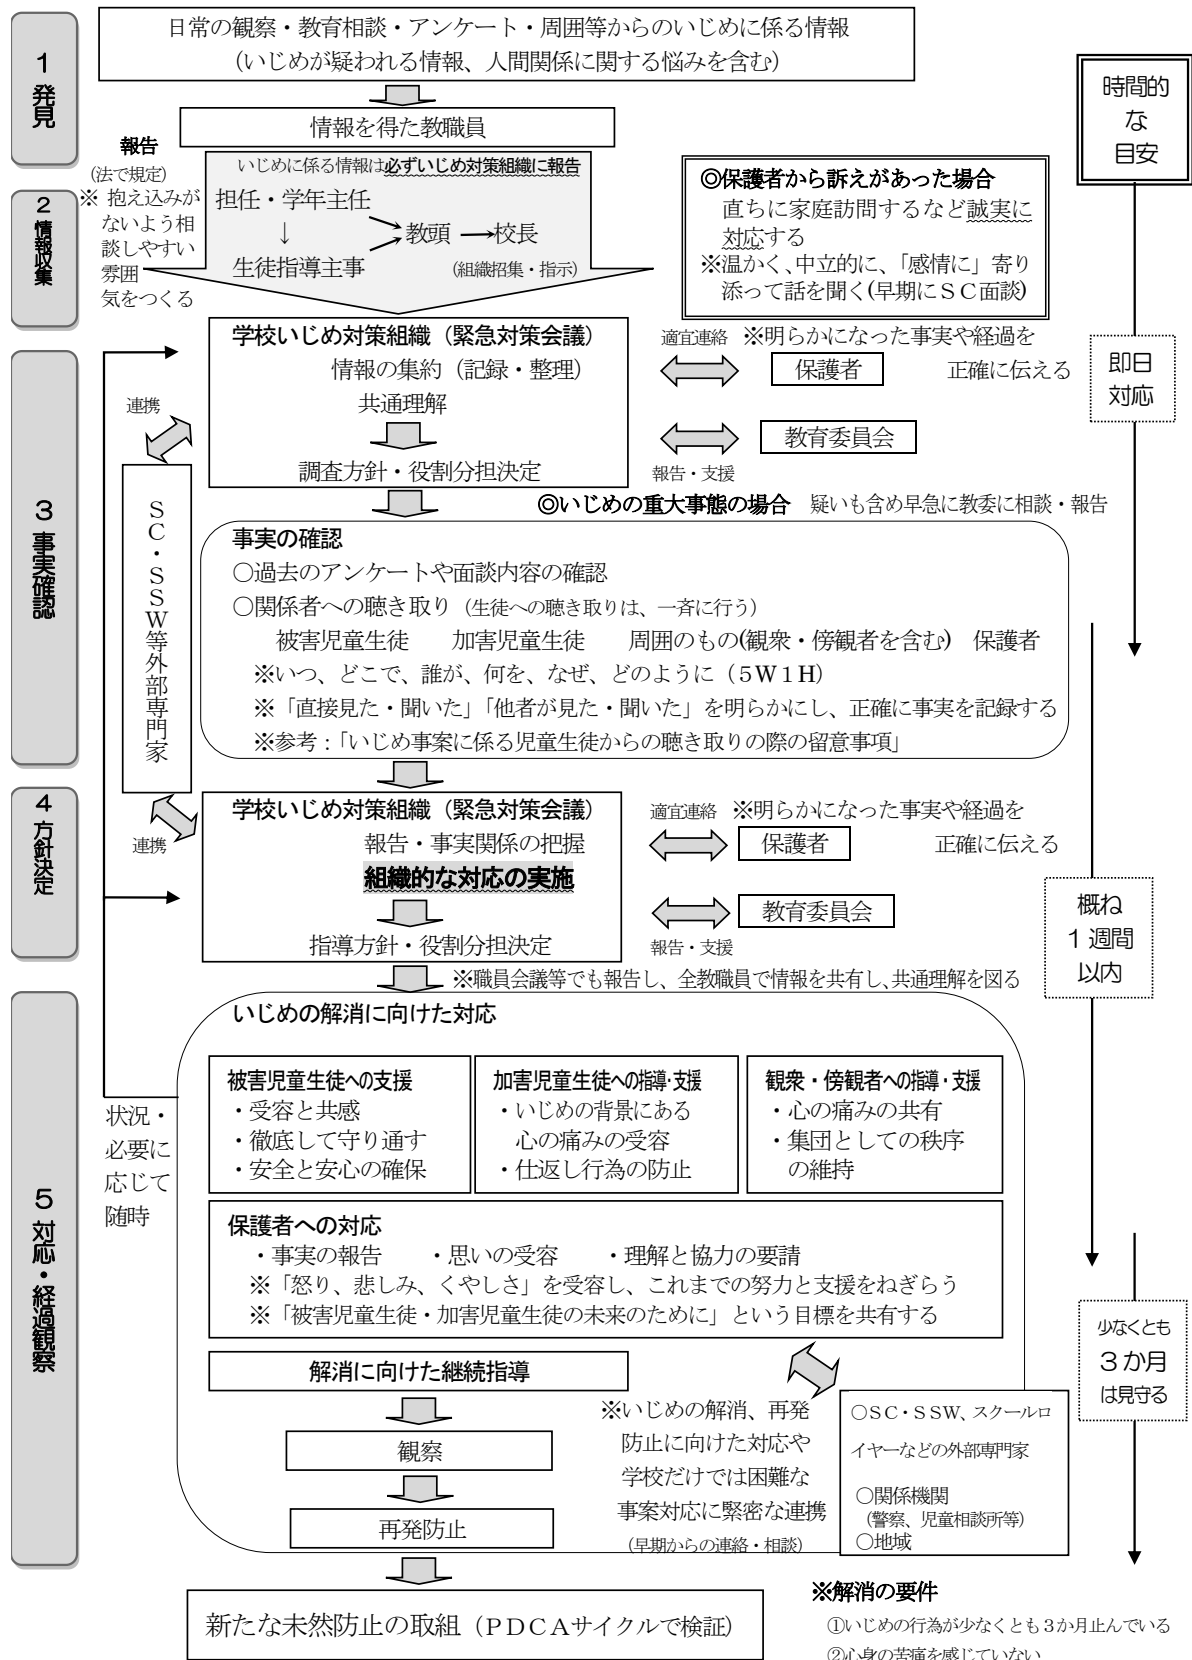 日常の観察・教育相談・アンケート・周囲等からのいじめに係る情報
(いじめが疑われる情報、人間関係に関する悩みを含む)
1 発見
時間的
な
目安
情報を得た教職員
報告
(法で規定)
※ 抱え込みが
ないよう相
談しやすい
雰囲
気をつくる
2 情報収集
いじめに係る情報は必ずいじめ対策組織に報告
担任・学年主任
↓
生徒指導主事
教頭
校長
(組織招集・指示)
◎保護者から訴えがあった場合
直ちに家庭訪問するなど誠実に
対応する
※温かく、中立的に、「感情に」寄り
添って話を聞く(早期にSC面談)
3 事実確認
学校いじめ対策組織(緊急対策会議)
情報の集約(記録・整理)
共通理解
調査方針・役割分担決定
適宜連絡 ※明らかになった事実や経過を
保護者 正確に伝える
教育委員会
報告・支援
即日
対応
連携
SC・SSW等外部専門家
連携
◎いじめの重大事態の場合 疑いも含め早急に教委に相談・報告
事実の確認
○過去のアンケートや面談内容の確認
○関係者への聴き取り(生徒への聴き取りは、一斉に行う)
被害児童生徒 加害児童生徒 周囲のもの(観衆・傍観者を含む) 保護者
※いつ、どこで、誰が、何を、なぜ、どのように(5W1H)
※「直接見た・聞いた」「他者が見た・聞いた」を明らかにし、正確に事実を記録する
※参考:「いじめ事案に係る児童生徒からの聴き取りの際の留意事項」
4 方針決定
学校いじめ対策組織(緊急対策会議)
報告・事実関係の把握
組織的な対応の実施
指導方針・役割分担決定
適宜連絡 ※明らかになった事実や経過を
保護者 正確に伝える
教育委員会
報告・支援
概ね
1週間
以内
※職員会議等でも報告し、全教職員で情報を共有し、共通理解を図る
5 対応・経過観察
いじめの解消に向けた対応
状況・
必要に
応じて
随時
被害児童生徒への支援
・受容と共感
・徹底して守り通す
・安全と安心の確保
加害児童生徒への指導・支援
・いじめの背景にある
心の痛みの受容
・仕返し行為の防止
観衆・傍観者への指導・支援
・心の痛みの共有
・集団としての秩序
の維持
保護者への対応
・事実の報告 ・思いの受容 ・理解と協力の要請
※「怒り、悲しみ、くやしさ」を受容し、これまでの努力と支援をねぎらう
※「被害児童生徒・加害児童生徒の未来のために」という目標を共有する
少なくとも
3か月
は見守る
解消に向けた継続指導
観察
再発防止
※いじめの解消、再発
防止に向けた対応や
学校だけでは困難な
事案対応に緊密な連携
(早期からの連絡・相談)
○SC・SSW、スクールロ
イヤーなどの外部専門家
○関係機関
(警察、児童相談所等)
○地域
新たな未然防止の取組(PDCAサイクルで検証)
※解消の要件
①いじめの行為が少なくとも3か月止んでいる
②心身の苦痛を感じていない